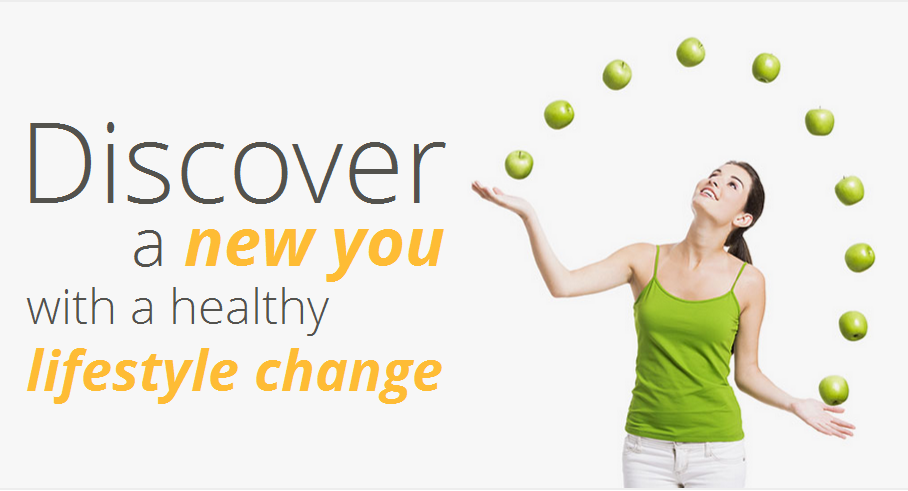 Discover
a new you
with a healthy
lifestyle change